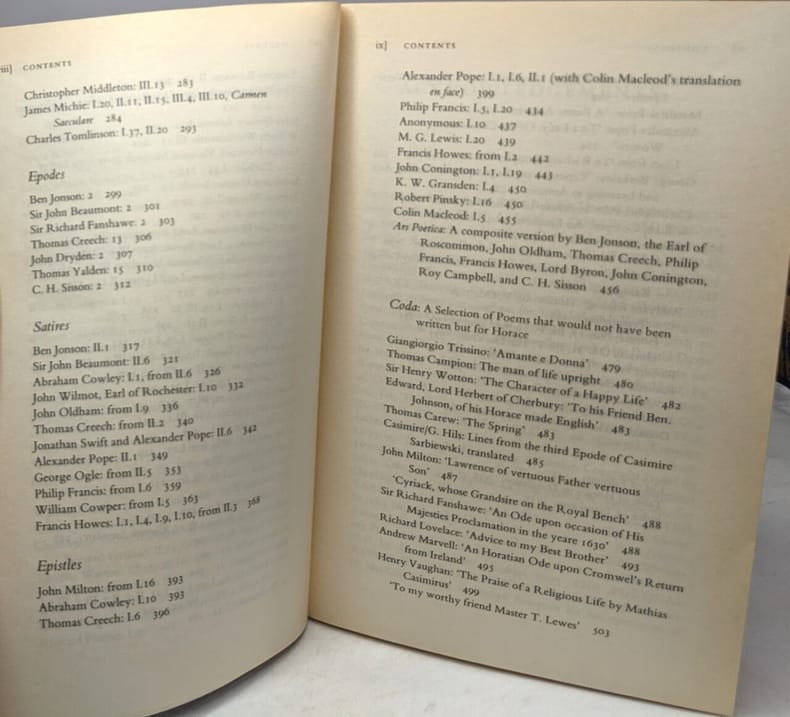 iii] CONTENTS
Christopher Middleton: III.13 283
James Michie: I.20, II.11, II.15, III.4, III.10, Carmen
Saeculare 284
Charles Tomlinson: I.37, II.20 293
Epodes
Ben Jonson: 2 299
Sir John Beaumont: 2 301
Sir Richard Fanshawe: 2 303
Thomas Creech: 13 306
John Dryden: 2 307
Thomas Yalden: 15 310
C. H. Sisson: 2 312
Satires
Ben Jonson: II.1 317
Sir John Beaumont: II.6 321
Abraham Cowley: I.1, from II.6 326
John Wilmot, Earl of Rochester: I.10 332
John Oldham: from I.9 336
Thomas Creech: from II.2 340
Jonathan Swift and Alexander Pope: II.6 342
Alexander Pope: II.1 349
George Ogle: from II.5 353
Philip Francis: from I.6 359
William Cowper: from I.5 363
Francis Howes: I.1, I.4, I.9, I.10, from II.3 368
Epistles
John Milton: from I.16 393
Abraham Cowley: I.10 393
Thomas Creech: I.6 396
ix] CONTENTS
Alexander Pope: I.1, I.6, II.1 (with Colin Macleod's translation
en face) 399
Philip Francis: I.5, I.20 434
Anonymous: I.10 437
M. G. Lewis: I.20 439
Francis Howes: from I.2 442
John Conington: I.1, I.19 443
K. W. Gransden: I.4 450
Robert Pinsky: I.16 450
Colin Macleod: I.5 455
Ars Poetica: A composite version by Ben Jonson, the Earl of
Roscommon, John Oldham, Thomas Creech, Philip
Francis, Francis Howes, Lord Byron, John Conington,
Roy Campbell, and C. H. Sisson 456
Coda: A Selection of Poems that would not have been
written but for Horace
Giangiorgio Trissino: 'Amante e Donna' 479
Thomas Campion: The man of life upright 480
Sir Henry Wotton: 'The Character of a Happy Life' 482
Edward, Lord Herbert of Cherbury: 'To his Friend Ben.
Johnson, of his Horace made English' 483
Thomas Carew: 'The Spring' 483
Casimire/G. Hils: Lines from the third Epode of Casimire
Sarbiewski, translated 485
John Milton: 'Lawrence of vertuous Father vertuous
Son' 487
'Cyriack, whose Grandsire on the Royal Bench' 488
Sir Richard Fanshawe: 'An Ode upon occasion of His
Majesties Proclamation in the yeare 1630' 488
Richard Lovelace: 'Advice to my Best Brother' 493
Andrew Marvell: 'An Horatian Ode upon Cromwel's Return
from Ireland' 495
Henry Vaughan: 'The Praise of a Religious Life by Mathias
Casimirus' 499
'To my worthy friend Master T. Lewes' 503